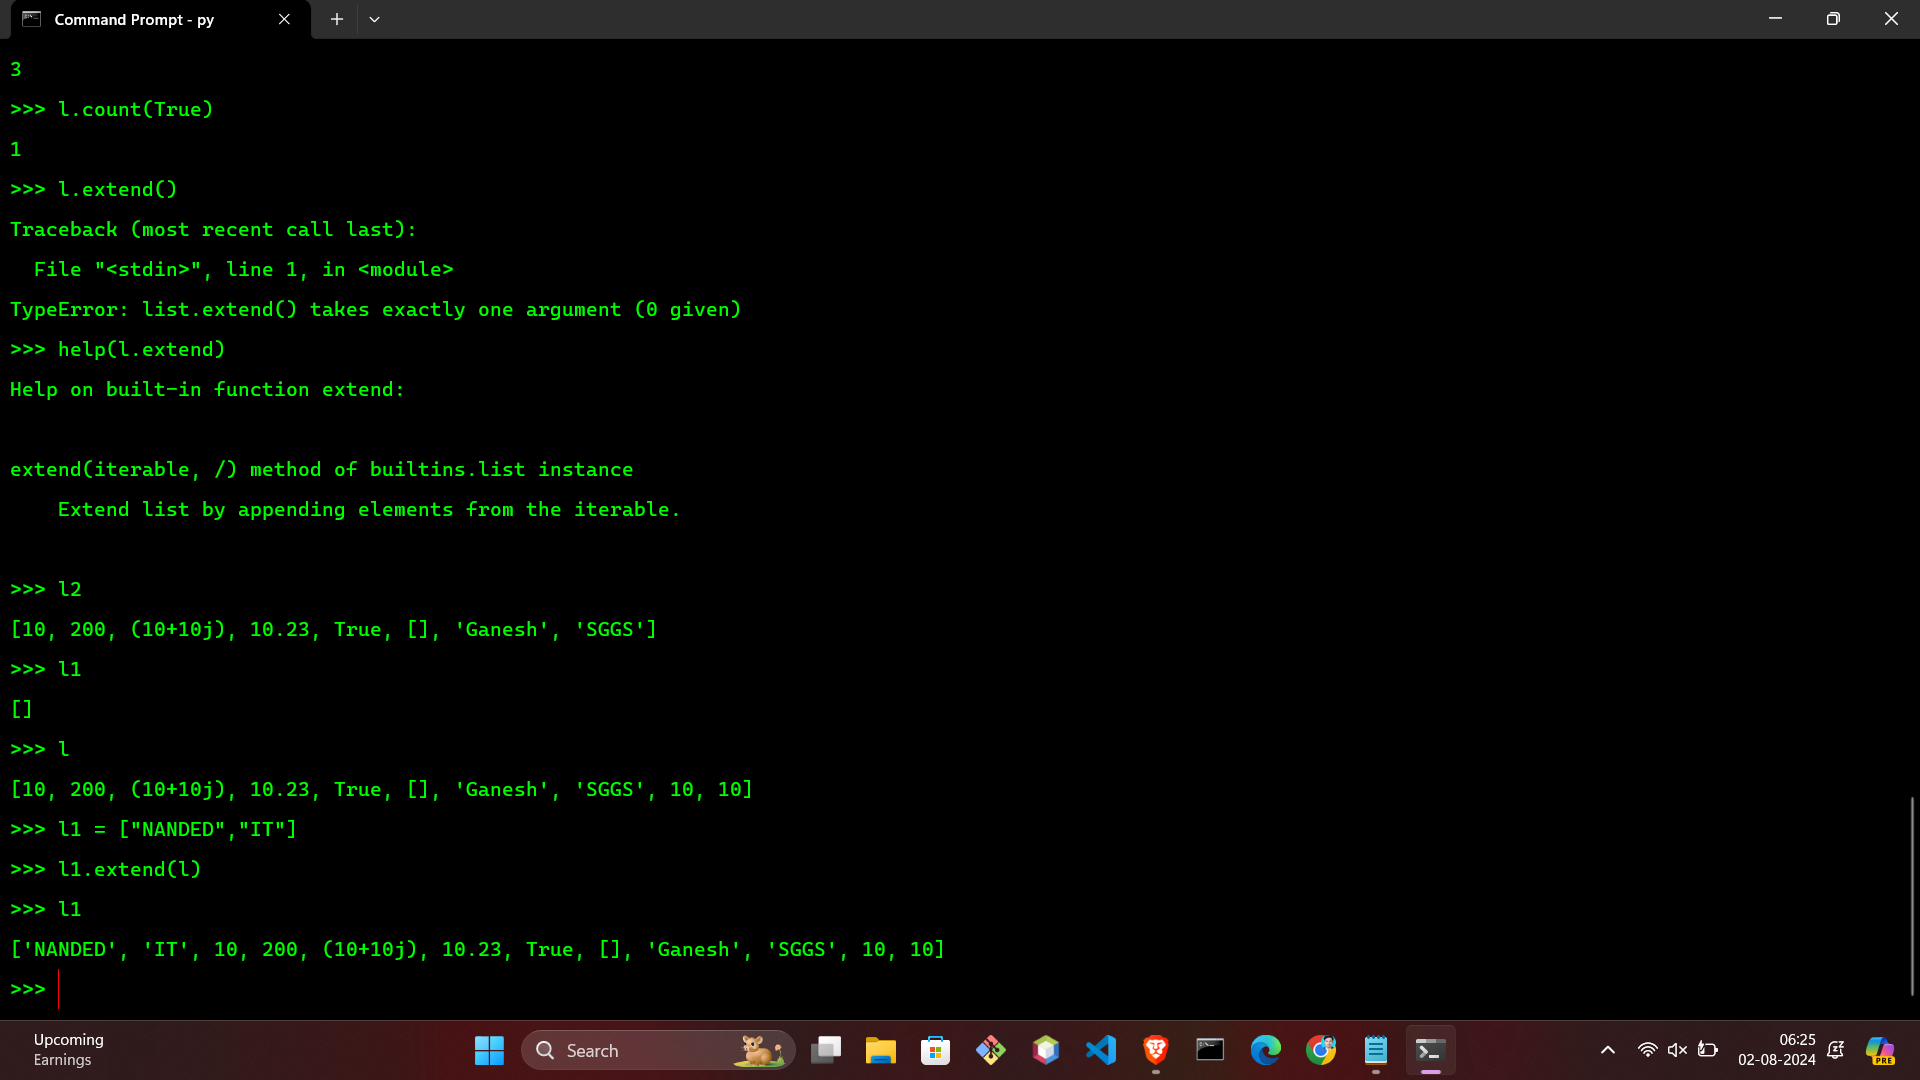 Command Prompt - py
3
>>> l.count(True)
1
>>> l.extend()
Traceback (most recent call last):
  File "<stdin>", line 1, in <module>
TypeError: list.extend() takes exactly one argument (0 given)
>>> help(l.extend)
Help on built-in function extend:
extend(iterable, /) method of builtins.list instance
    Extend list by appending elements from the iterable.
>>> l2
[10, 200, (10+10j), 10.23, True, [], 'Ganesh', 'SGGS']
>>> l1
[]
>>> l
[10, 200, (10+10j), 10.23, True, [], 'Ganesh', 'SGGS', 10, 10]
>>> l1 = ["NANDED","IT"]
>>> l1.extend(l)
>>> l1
['NANDED', 'IT', 10, 200, (10+10j), 10.23, True, [], 'Ganesh', 'SGGS', 10, 10]
>>>
Upcoming
Earnings
Search
06:25
02-08-2024
PRE